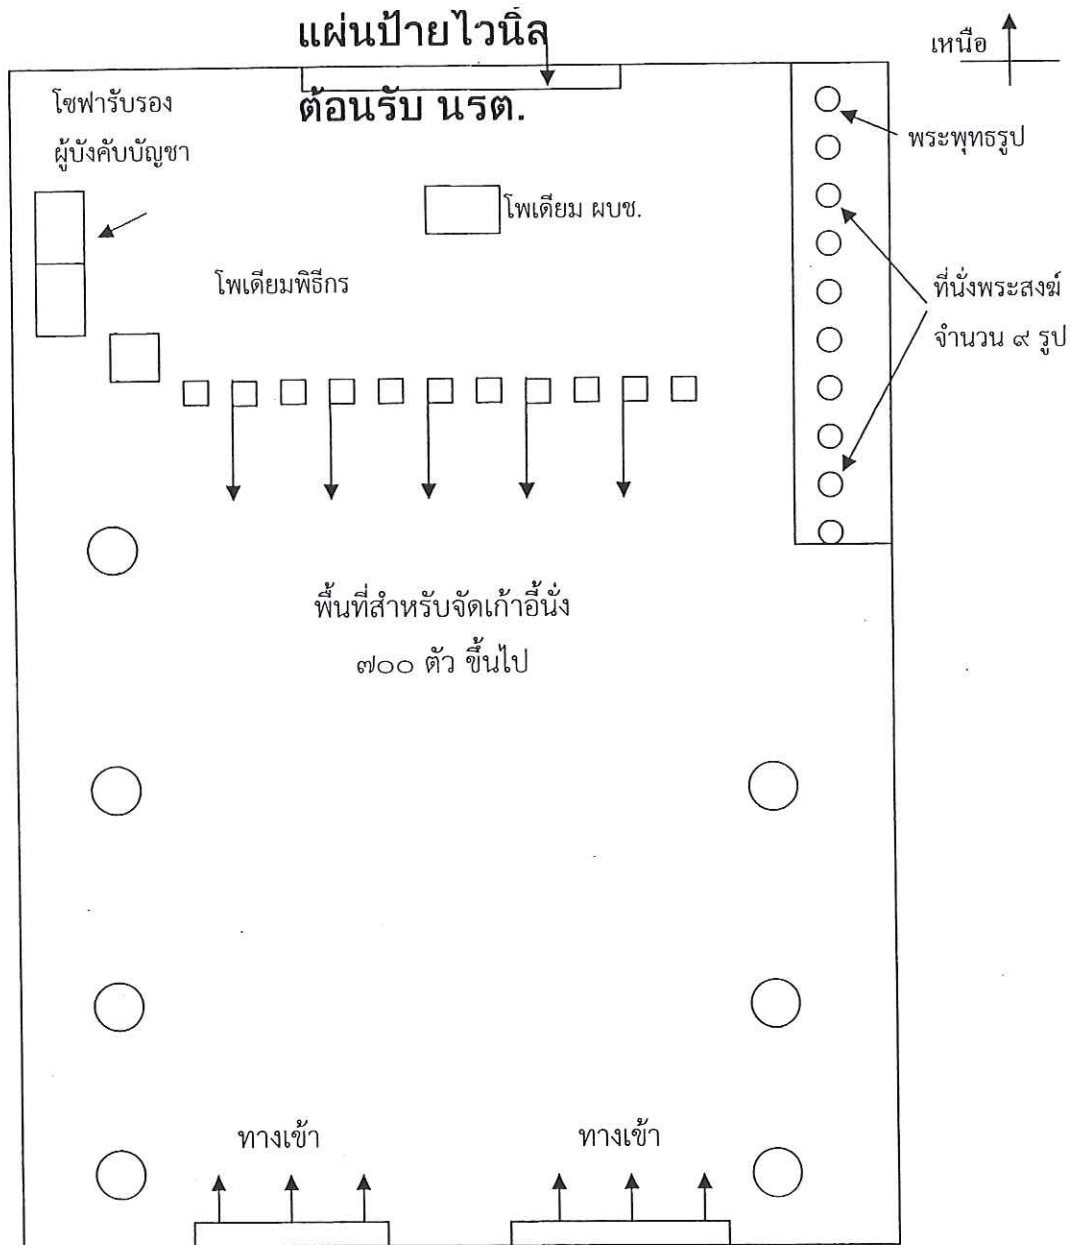 แผ่นป้ายไวนิล
ต้อนรับ นรต.
เหนือ
โซฟารับรอง
ผู้บังคับบัญชา
พระพุทธรูป
โพเดียม ผบช.
โพเดียมพิธีกร
ที่นั่งพระสงฆ์
จำนวน ๙ รูป
พื้นที่สำหรับจัดเก้าอี้นั่ง
๗๐๐ ตัว ขึ้นไป
ทางเข้า
ทางเข้า